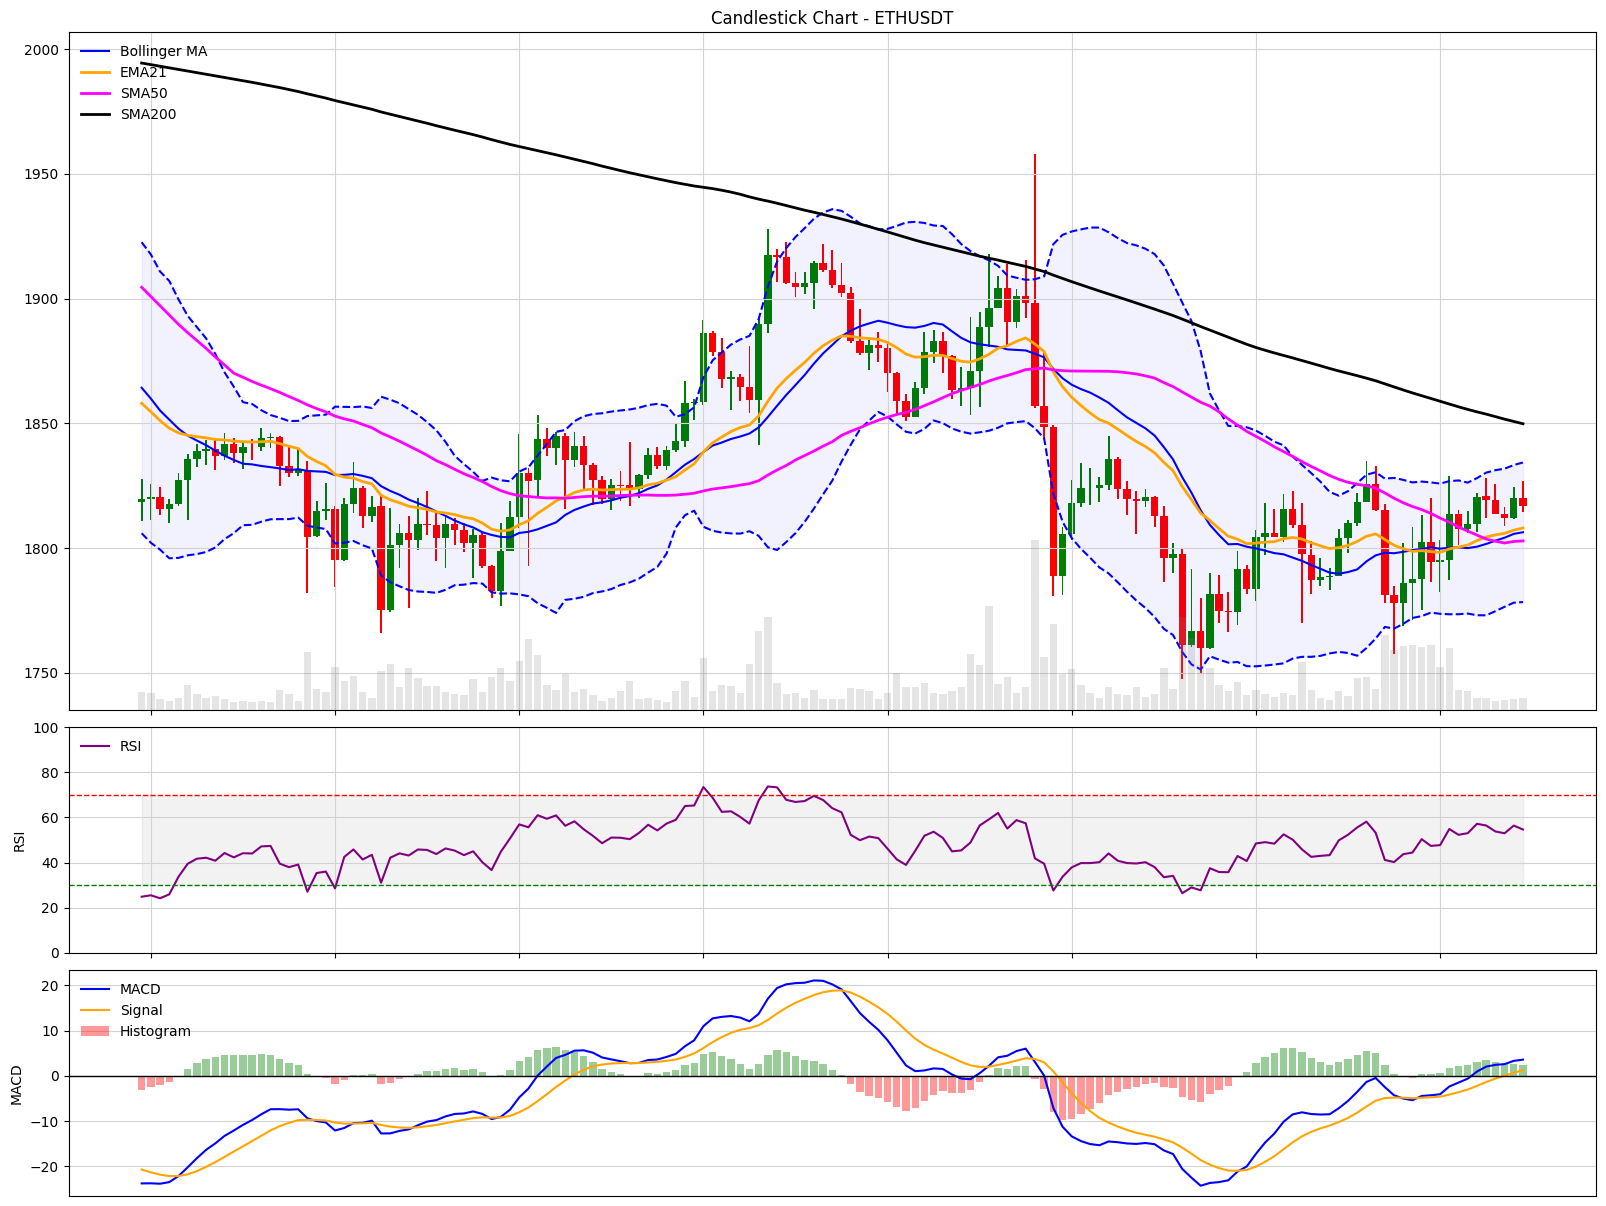 Candlestick Chart - ETHUSDT
2000
1950
1900
1850
1800
1750
Bollinger MA
EMA21
SMA50
SMA200
100
80
60
40
20
0
RSI
RSI
20
10
0
−10
−20
MACD
MACD
Signal
Histogram